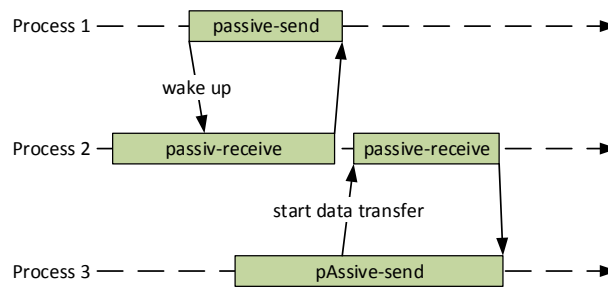 Process 1
passive-send
wake up
Process 2
passiv-receive
passive-receive
start data transfer
Process 3
pAssive-send